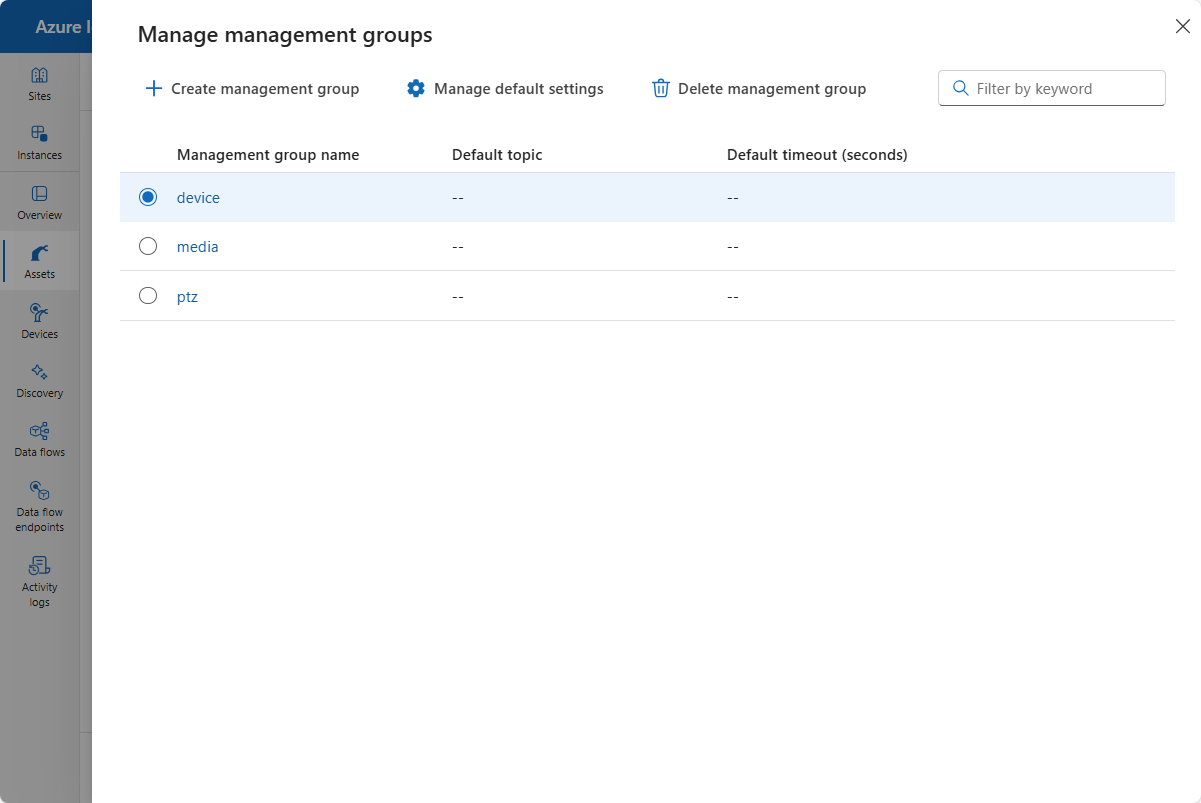 Azure I
Sites
Instances
Overview
Assets
Devices
Discovery
Data flows
Data flow
endpoints
Activity
logs
Manage management groups
Create management group
Manage default settings
Delete management group
Filter by keyword
Management group name Default topic Default timeout (seconds)
device -- --
media -- --
ptz -- --